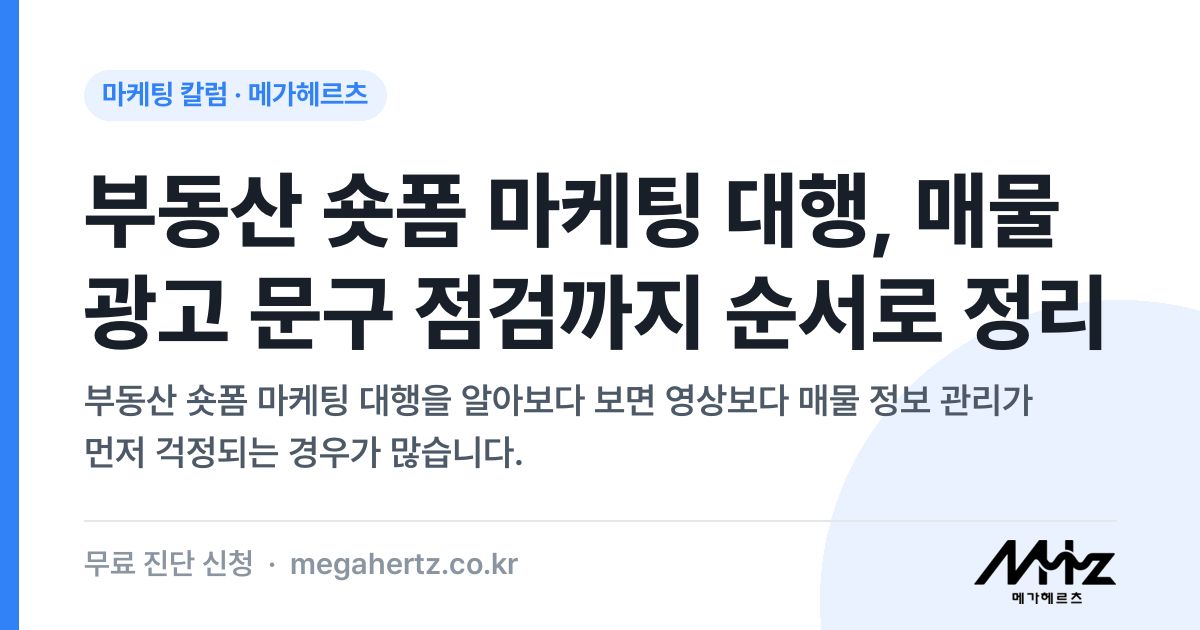 마케팅 칼럼 · 메가헤르츠
부동산 숏폼 마케팅 대행, 매물
광고 문구 점검까지 순서로 정리
부동산 숏폼 마케팅 대행을 알아보다 보면 영상보다 매물 정보 관리가
먼저 걱정되는 경우가 많습니다.
무료 진단 신청 · megahertz.co.kr
MHz
메가헤르츠